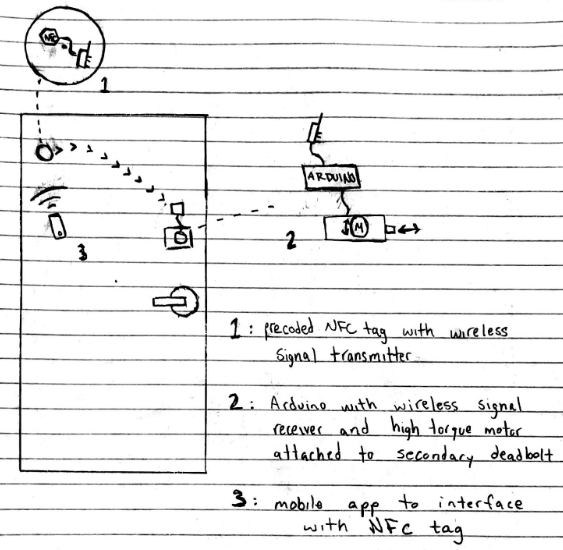 NFC
1
3
ARDUINO
M
2
1: precoded NFC tag with wireless
signal transmitter
2: Arduino with wireless signal
receiver and high torque motor
attached to secondary deadbolt
3: mobile app to interface
with NFC tag